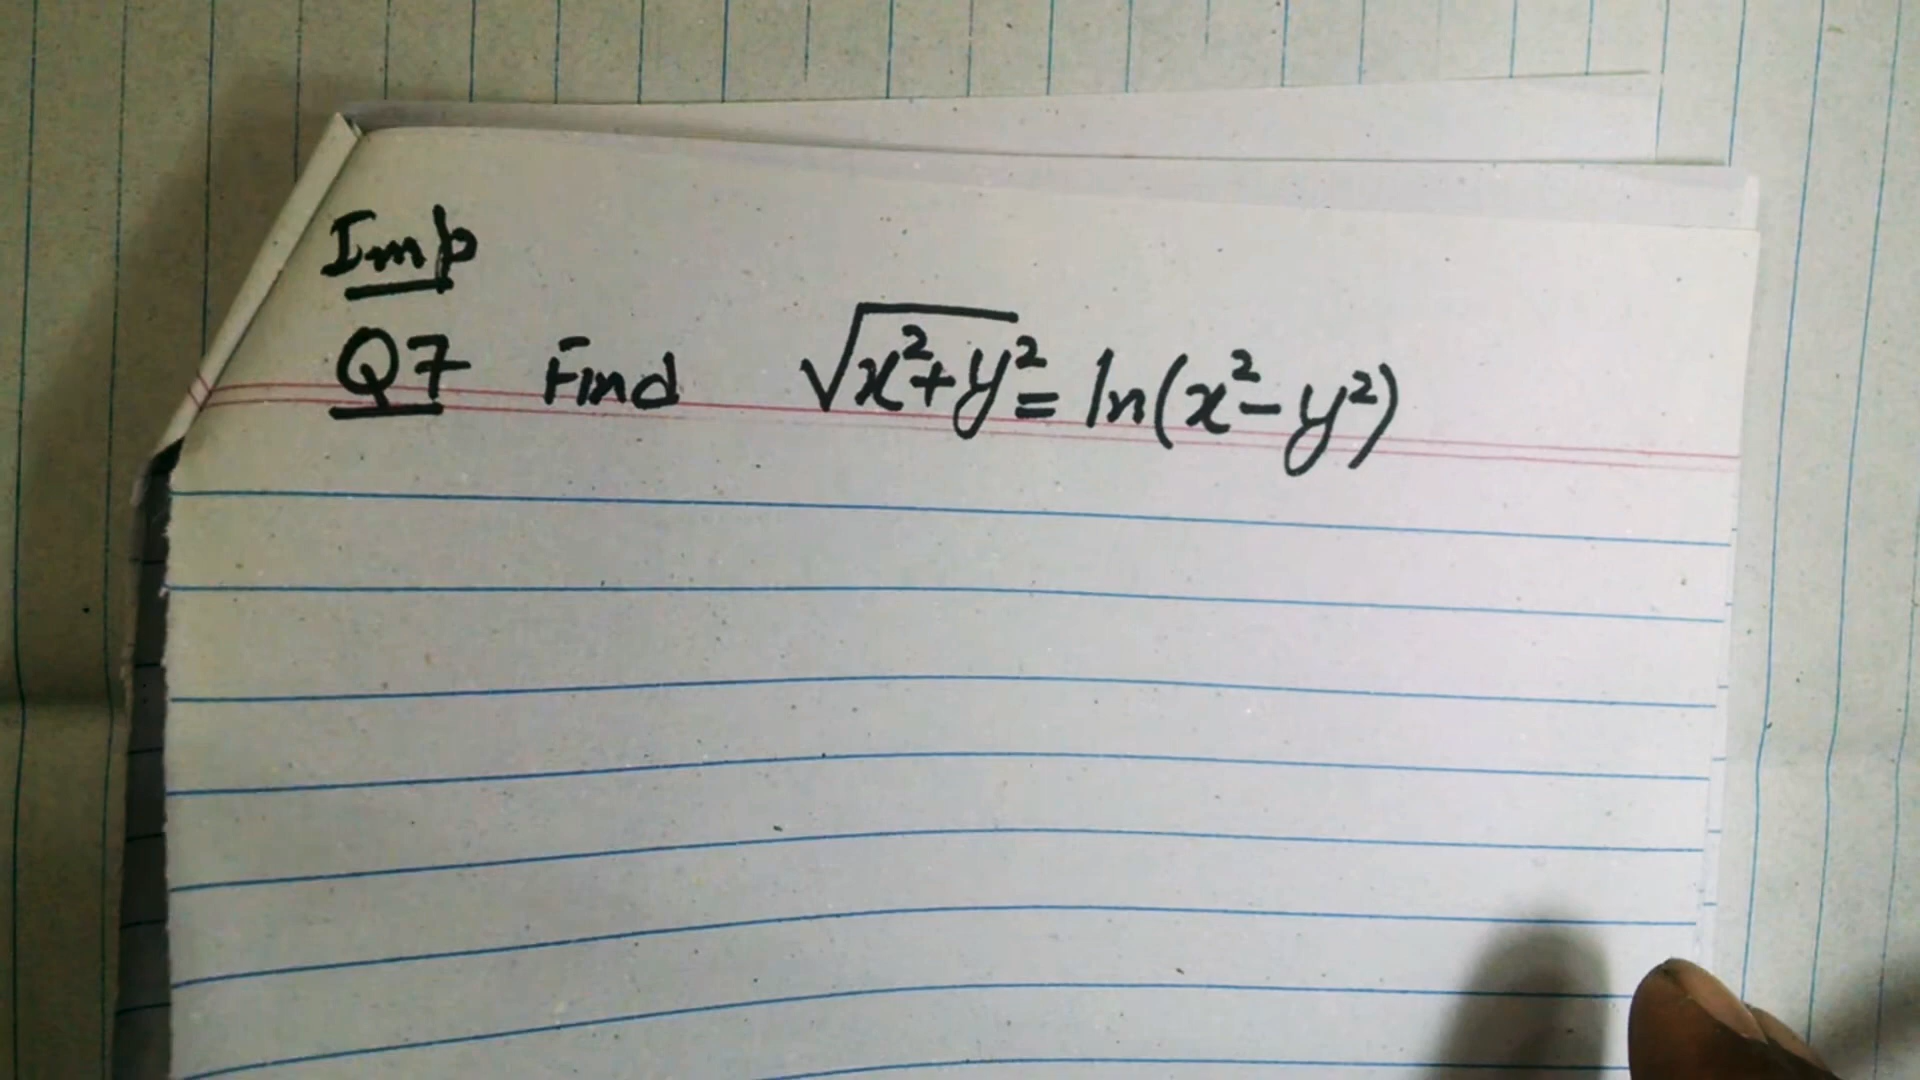 Imp
Q7 Find √x²+y² = ln(x²-y²)